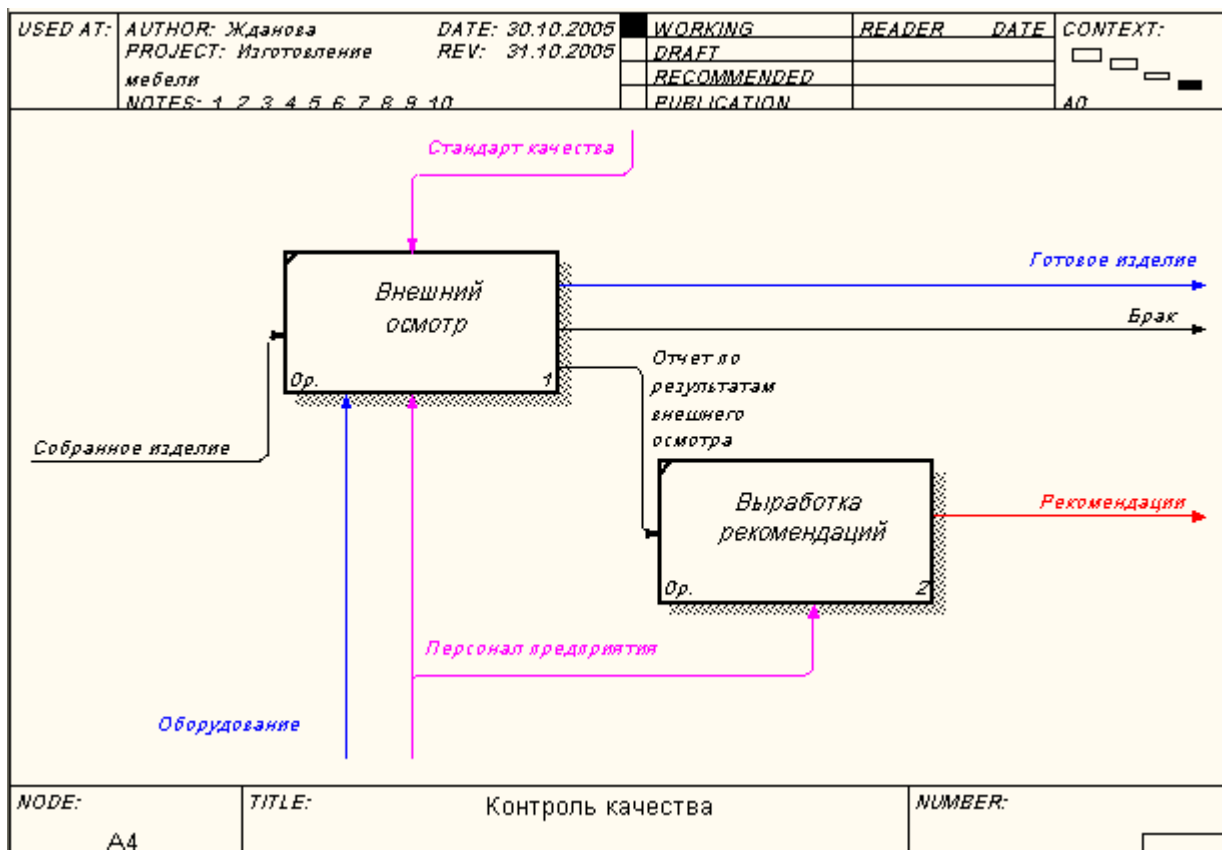 USED AT:
AUTHOR: Жданова
DATE: 30.10.2005
PROJECT: Изготовление
мебели
REV: 31.10.2005
NOTES: 1 2 3 4 5 6 7 8 9 10
WORKING
DRAFT
RECOMMENDED
PUBLICATION
READER
DATE
CONTEXT:
A0
Стандарт качества
Внешний
осмотр
0р.
1
Готовое изделие
Брак
Отчет по
результатам
внешнего
осмотра
Собранное изделие
Выработка
рекомендаций
0р.
2
Рекомендации
Персонал предприятия
Оборудование
NODE:
A4
TITLE:
Контроль качества
NUMBER: